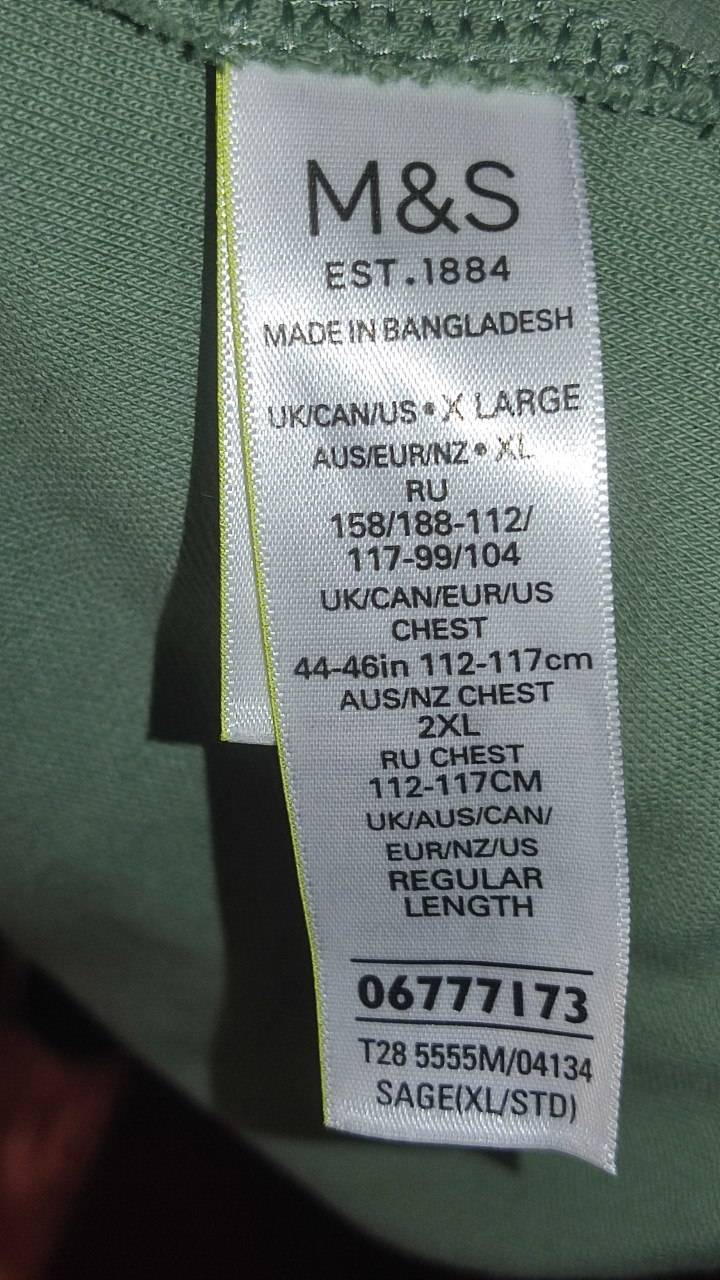 M&S
EST.1884
MADE IN BANGLADESH
UK/CAN/US • X LARGE
AUS/EUR/NZ • XL
RU
158/188-112/
117-99/104
UK/CAN/EUR/US
CHEST
44-46in 112-117cm
AUS/NZ CHEST
2XL
RU CHEST
112-117CM
UK/AUS/CAN/
EUR/NZ/US
REGULAR
LENGTH
06777173
T28 5555M/04134
SAGE(XL/STD)